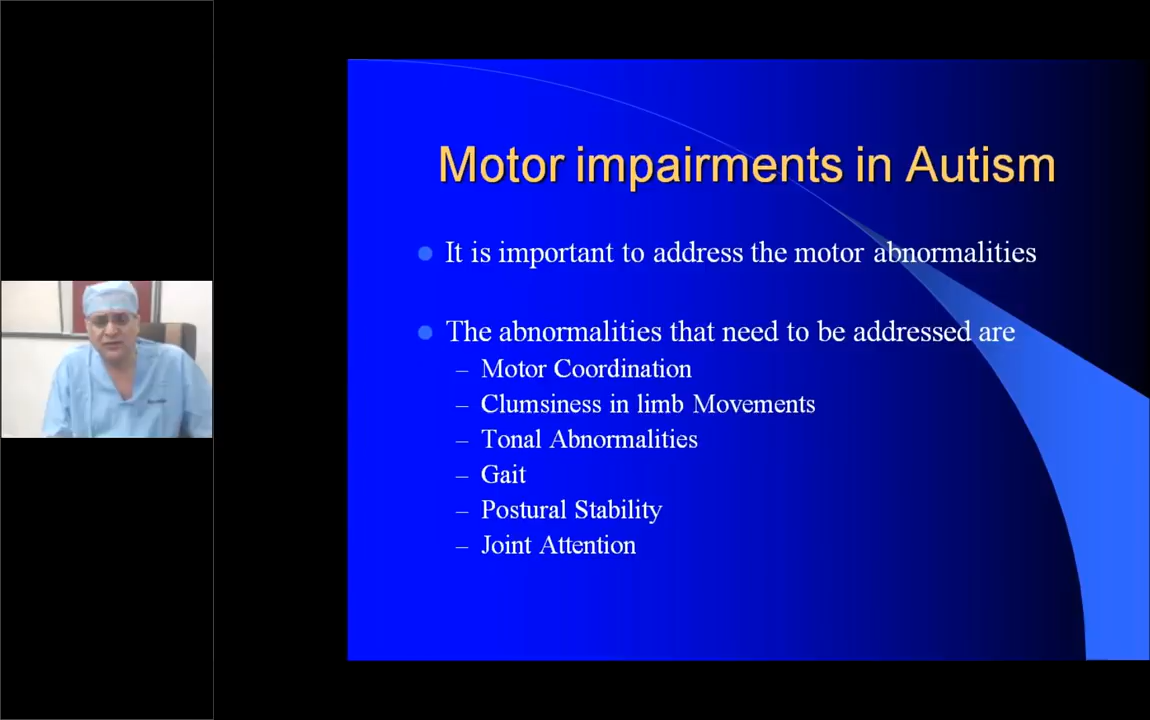 Motor impairments in Autism
It is important to address the motor abnormalities
The abnormalities that need to be addressed are
– Motor Coordination
– Clumsiness in limb Movements
– Tonal Abnormalities
– Gait
– Postural Stability
– Joint Attention